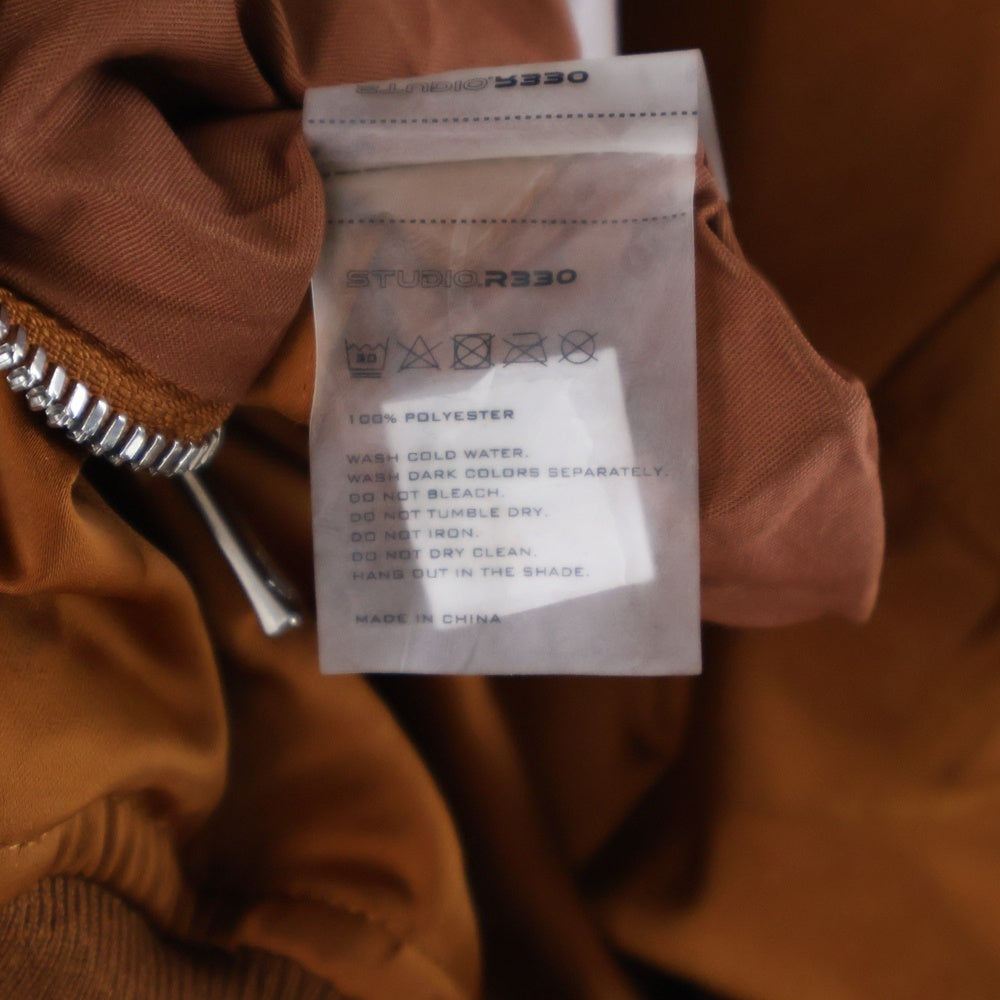 STUDIO.R330
STUDIO.R330
30
100% POLYESTER
WASH COLD WATER.
WASH DARK COLORS SEPARATELY.
DO NOT BLEACH.
DO NOT TUMBLE DRY.
DO NOT IRON.
DO NOT DRY CLEAN.
HANG OUT IN THE SHADE.
MADE IN CHINA